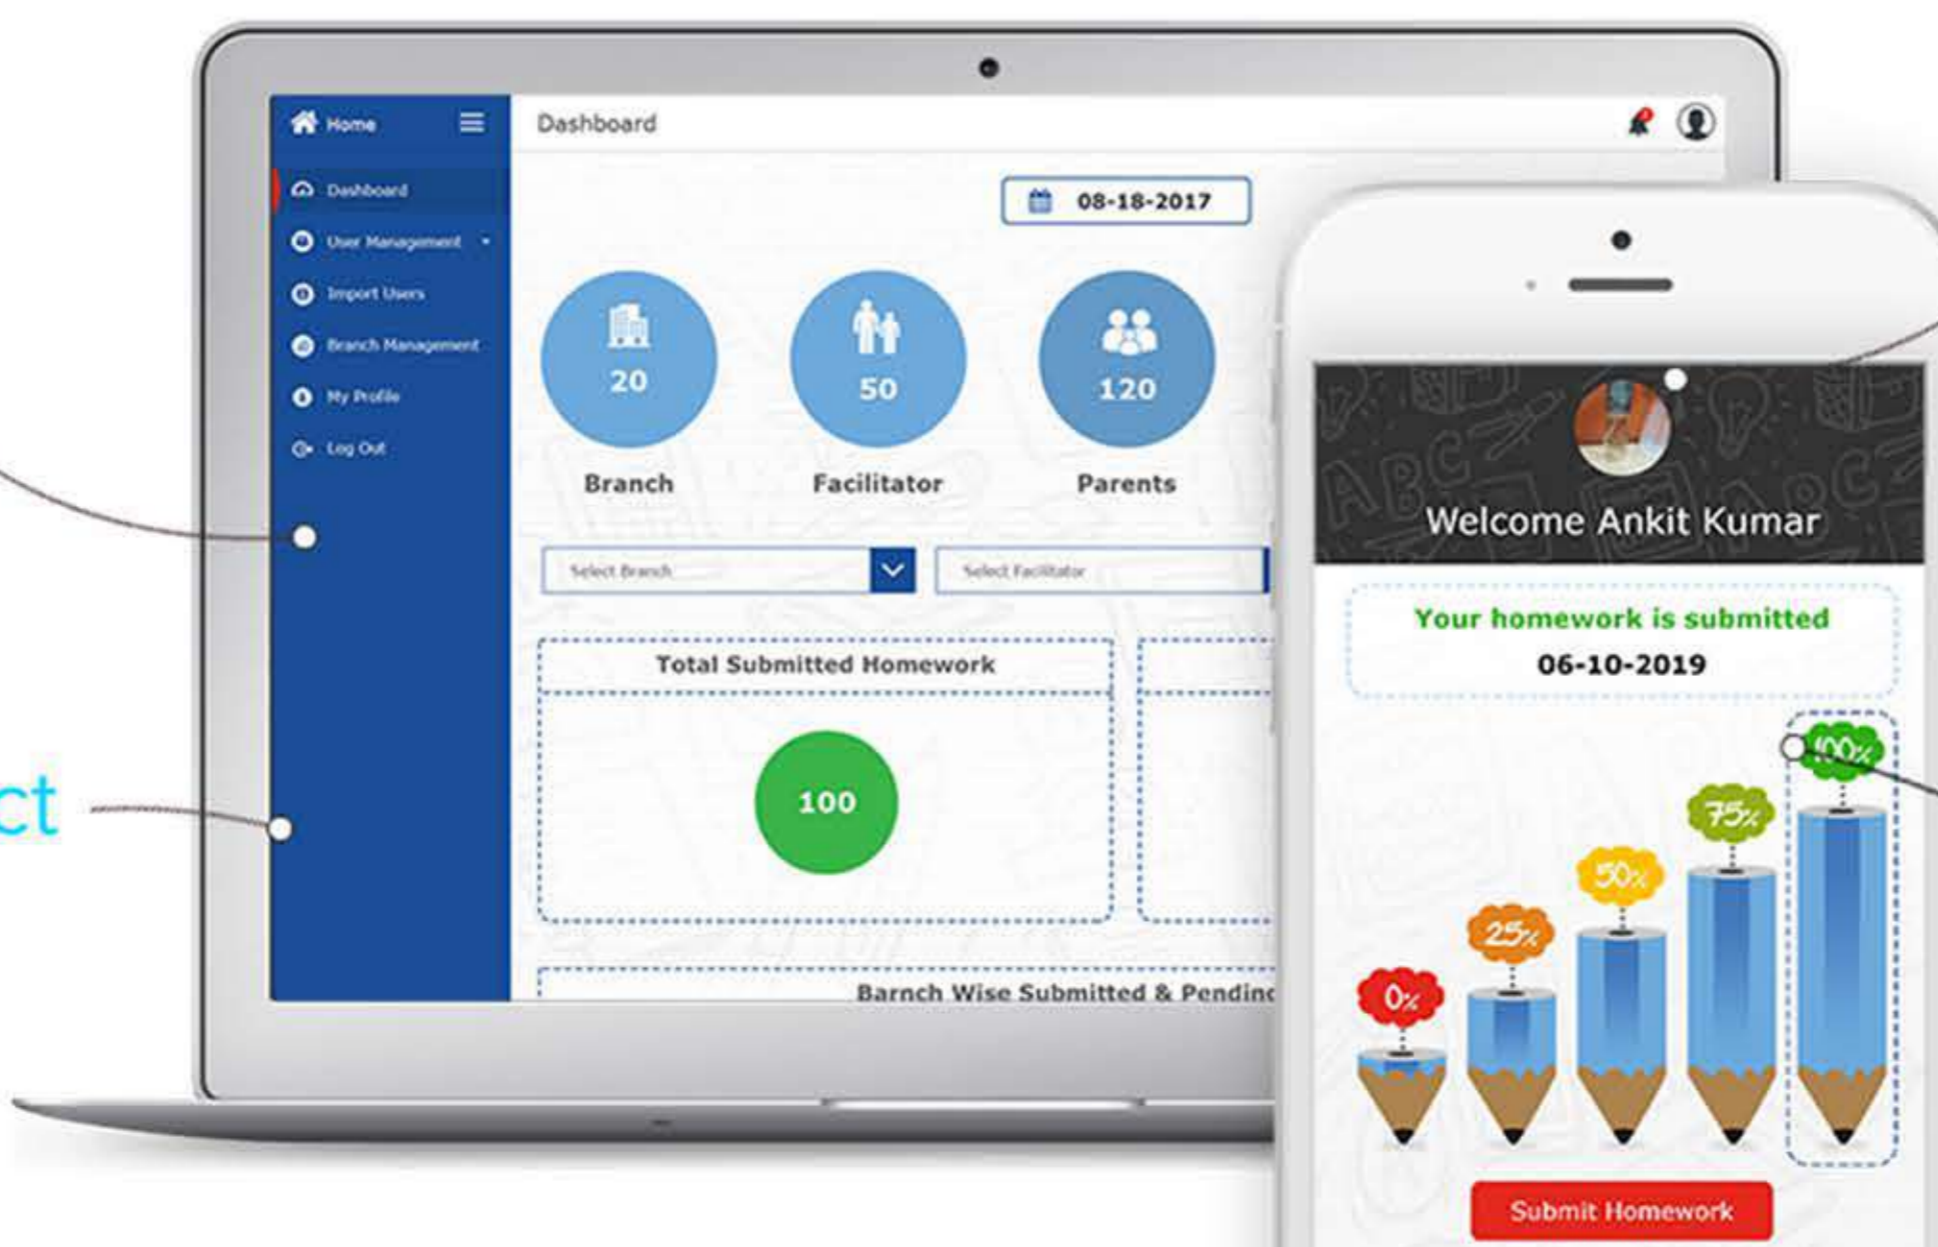 Home
Dashboard
08-18-2017
Dashboard
User Management
Import Users
Branch Management
My Profile
Log Out
20
50
120
Branch
Facilitator
Parents
Select Branch
Select Facilitator
Total Submitted Homework
100
Barnch Wise Submitted & Pending
ct
Welcome Ankit Kumar
Your homework is submitted
06-10-2019
100%
75%
50%
25%
0%
Submit Homework